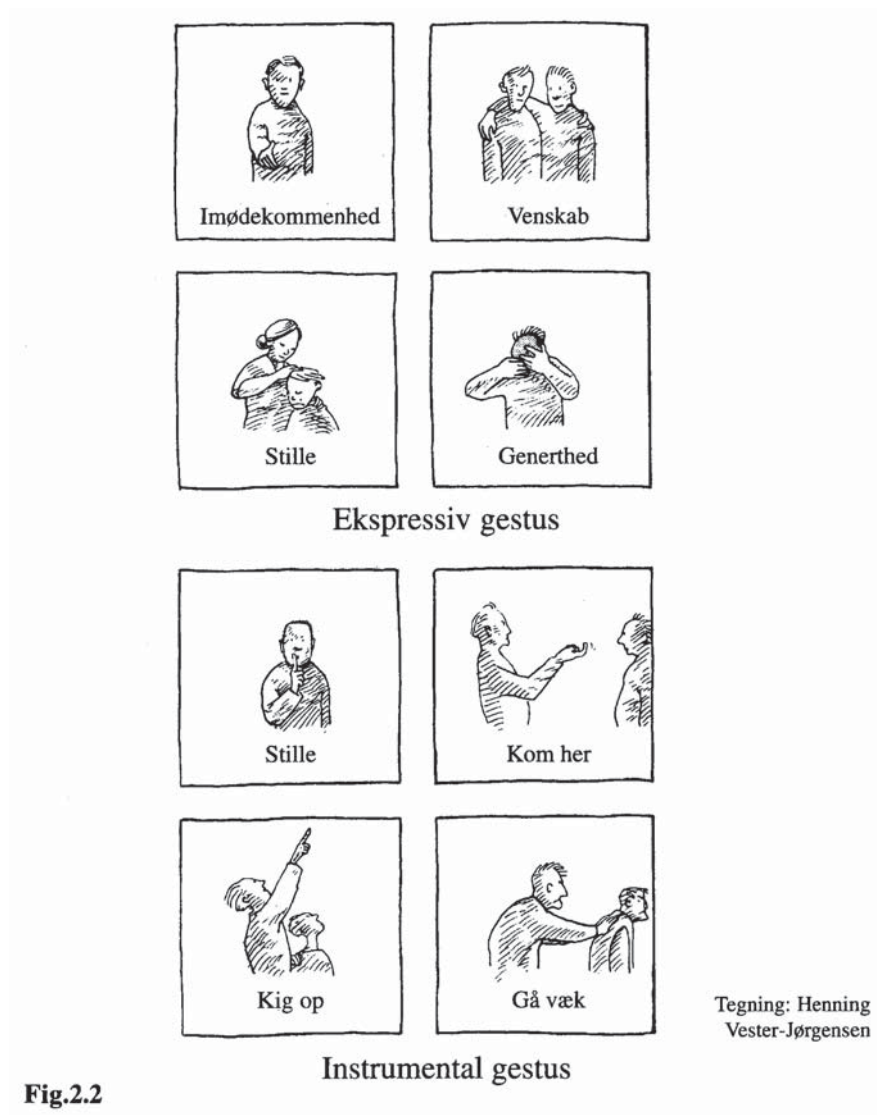 Imødekommenhed
Venskab
Stille
Generthed
Ekspressiv gestus
Stille
Kom her
Kig op
Gå væk
Tegning: Henning
Vester-Jørgensen
Instrumental gestus
Fig.2.2